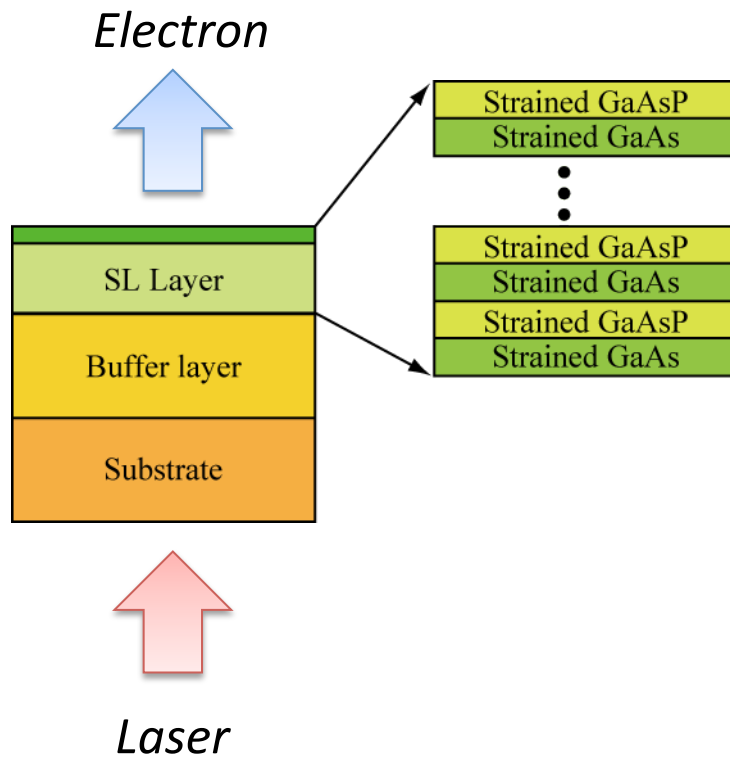 Electron
Strained GaAsP
Strained GaAs
Strained GaAsP
SL Layer
Strained GaAs
Strained GaAsP
Strained GaAs
Buffer layer
Substrate
Laser